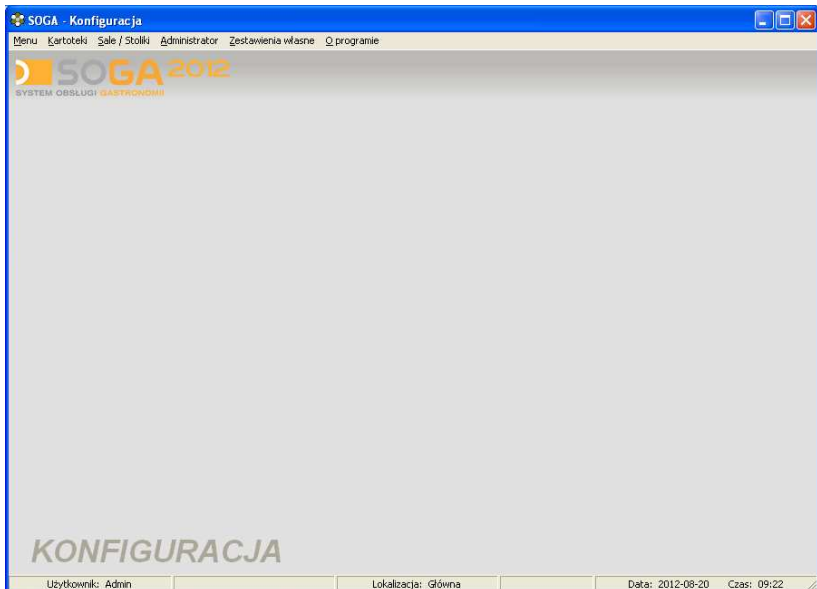 SOGA - Konfiguracja
Menu Kartoteki Sale / Stoliki Administrator Zestawienia własne O programie
SOGA 2012
SYSTEM OBSŁUGI GASTRONOMII
KONFIGURACJA
Użytkownik: Admin Lokalizacja: Główna Data: 2012-08-20 Czas: 09:22